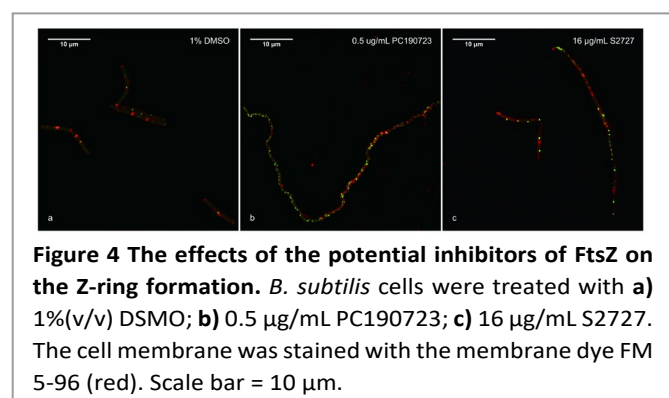 10 µm 1% DMSO 10 µm 0.5 ug/mL PC190723 10 µm 16 µg/mL S2727
a b c
Figure 4 The effects of the potential inhibitors of FtsZ on
the Z-ring formation. B. subtilis cells were treated with a)
1%(v/v) DSMO; b) 0.5 µg/mL PC190723; c) 16 µg/mL S2727.
The cell membrane was stained with the membrane dye FM
5-96 (red). Scale bar = 10 µm.